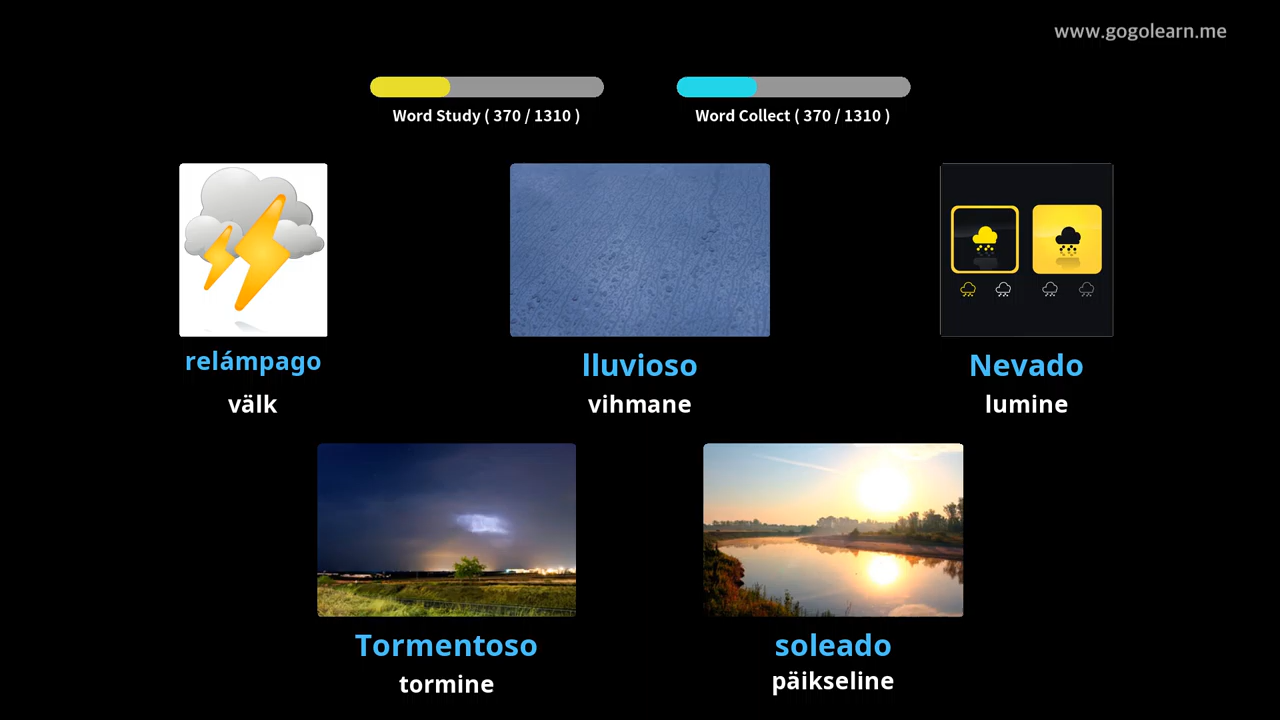 www.gogolearn.me
Word Study ( 370 / 1310 )
Word Collect ( 370 / 1310 )
relámpago
välk
lluvioso
vihmane
Nevado
lumine
Tormentoso
tormine
soleado
päikseline